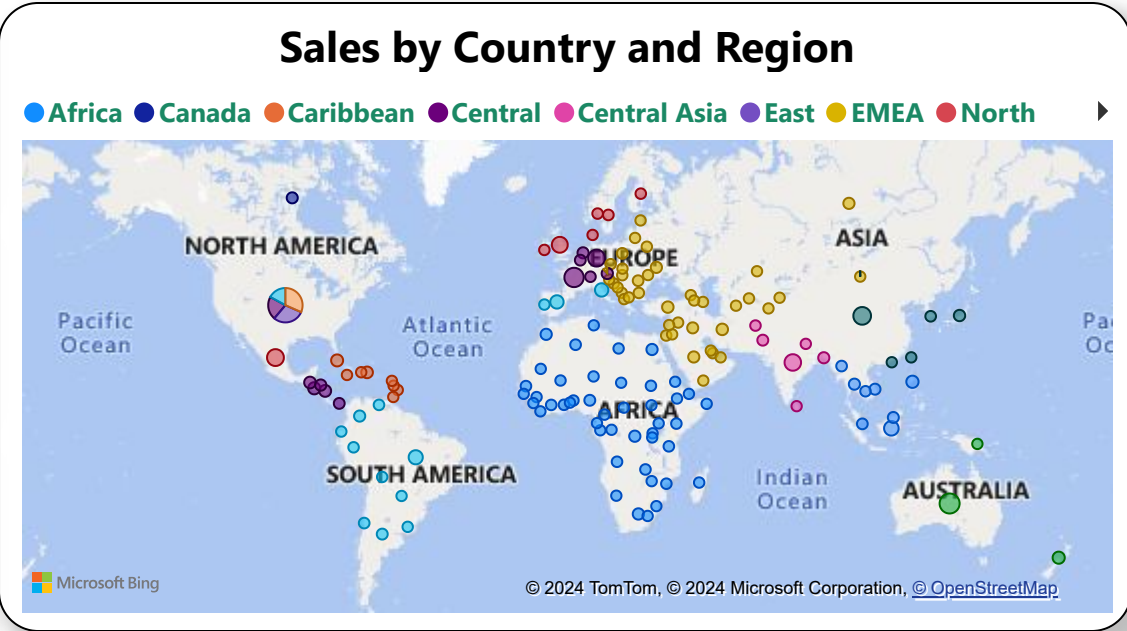 Sales by Country and Region
Africa Canada Caribbean Central Central Asia East EMEA North
NORTH AMERICA
EUROPE
ASIA
Pacific
Ocean
Atlantic
Ocean
Pac
Oc
AFRICA
SOUTH AMERICA
Indian
Ocean
AUSTRALIA
Microsoft Bing
© 2024 TomTom, © 2024 Microsoft Corporation, © OpenStreetMap